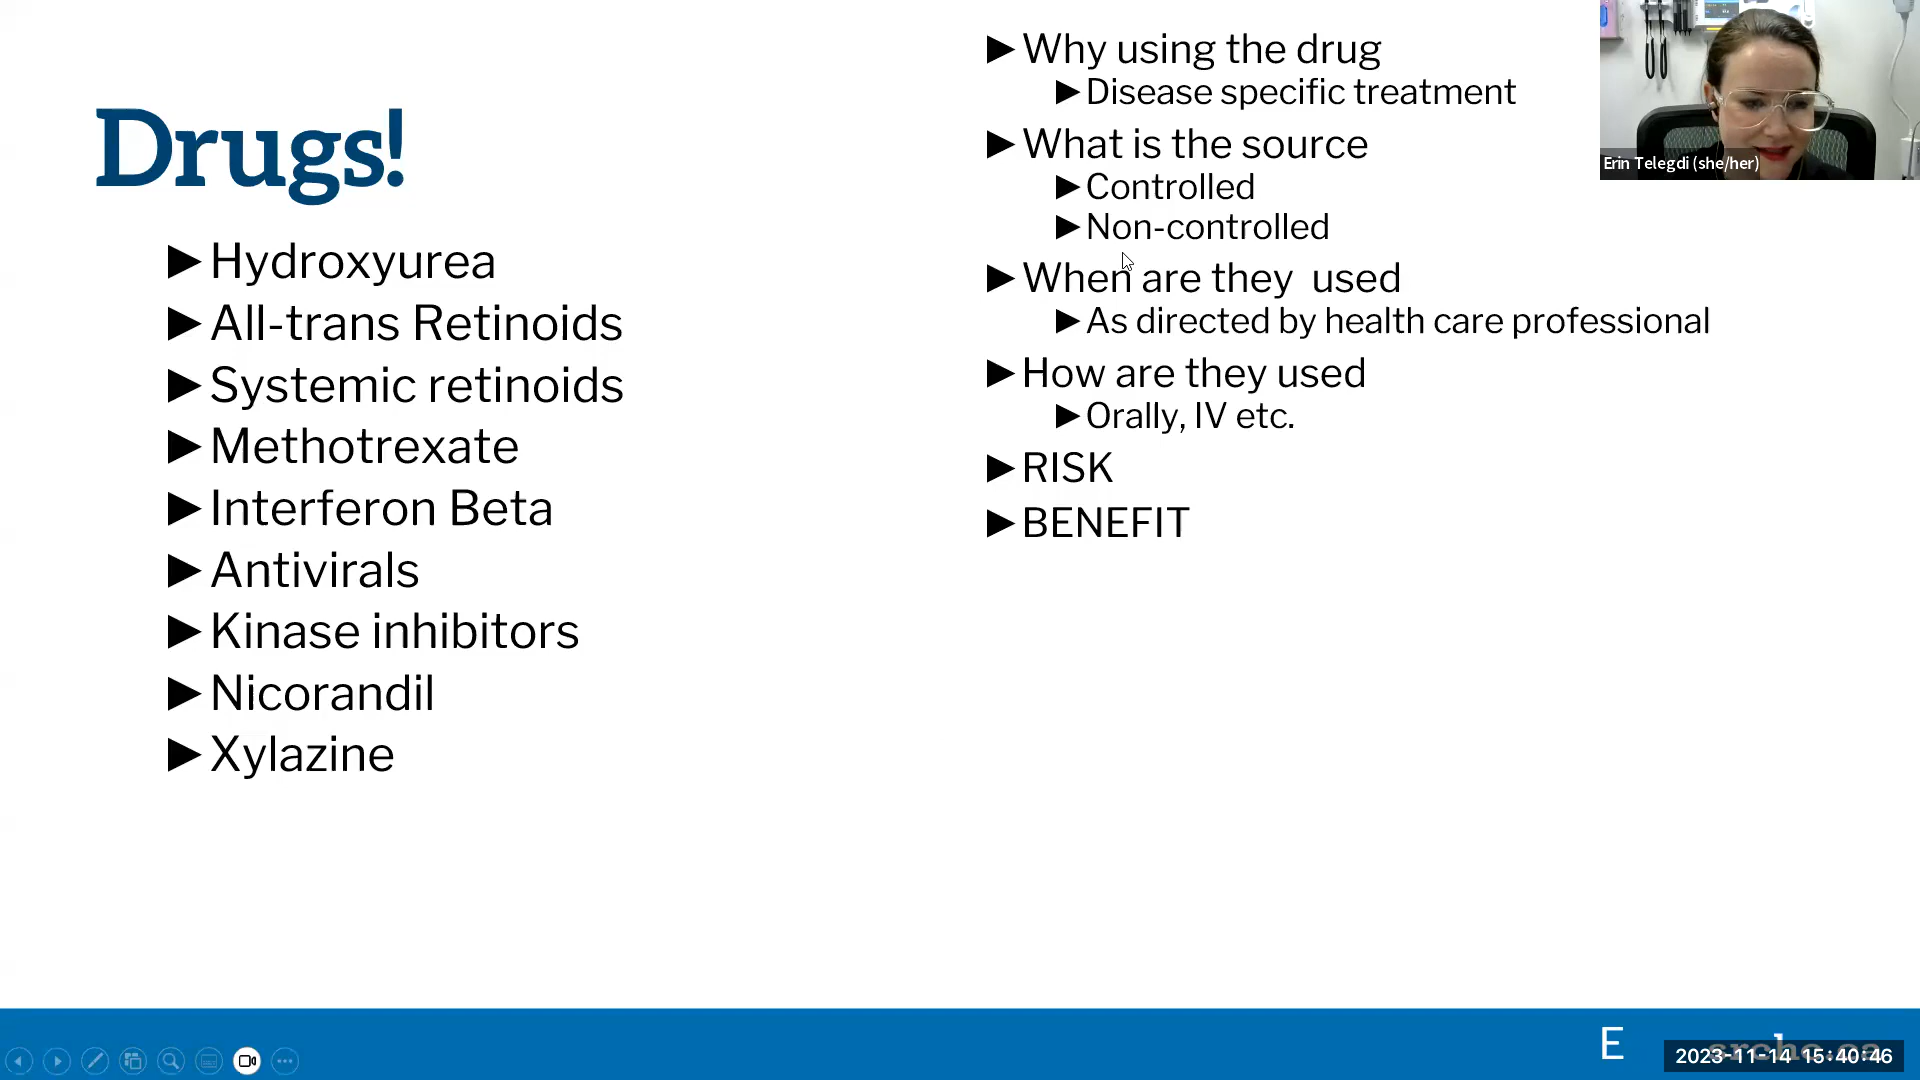 Drugs!
►Hydroxyurea
►All-trans Retinoids
►Systemic retinoids
►Methotrexate
►Interferon Beta
►Antivirals
►Kinase inhibitors
►Nicorandil
►Xylazine
►Why using the drug
►Disease specific treatment
►What is the source
►Controlled
►Non-controlled
►When are they used
►As directed by health care professional
►How are they used
►Orally, IV etc.
►RISK
►BENEFIT
Erin Telegdi (she/her)
E
2023-11-14 15:40:46